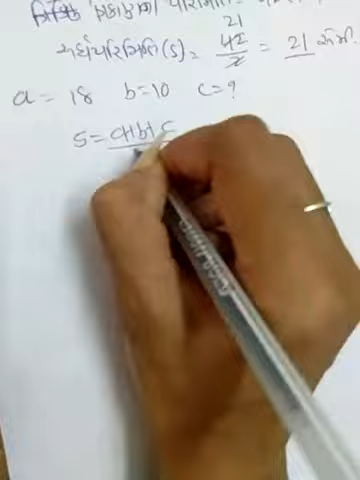 પરિમિતિ =
21
અર્ધપરિમિતિ (s) = 42/2 = 21 સેમી.
a = 18 b = 10 c = ?
S = a+b+c